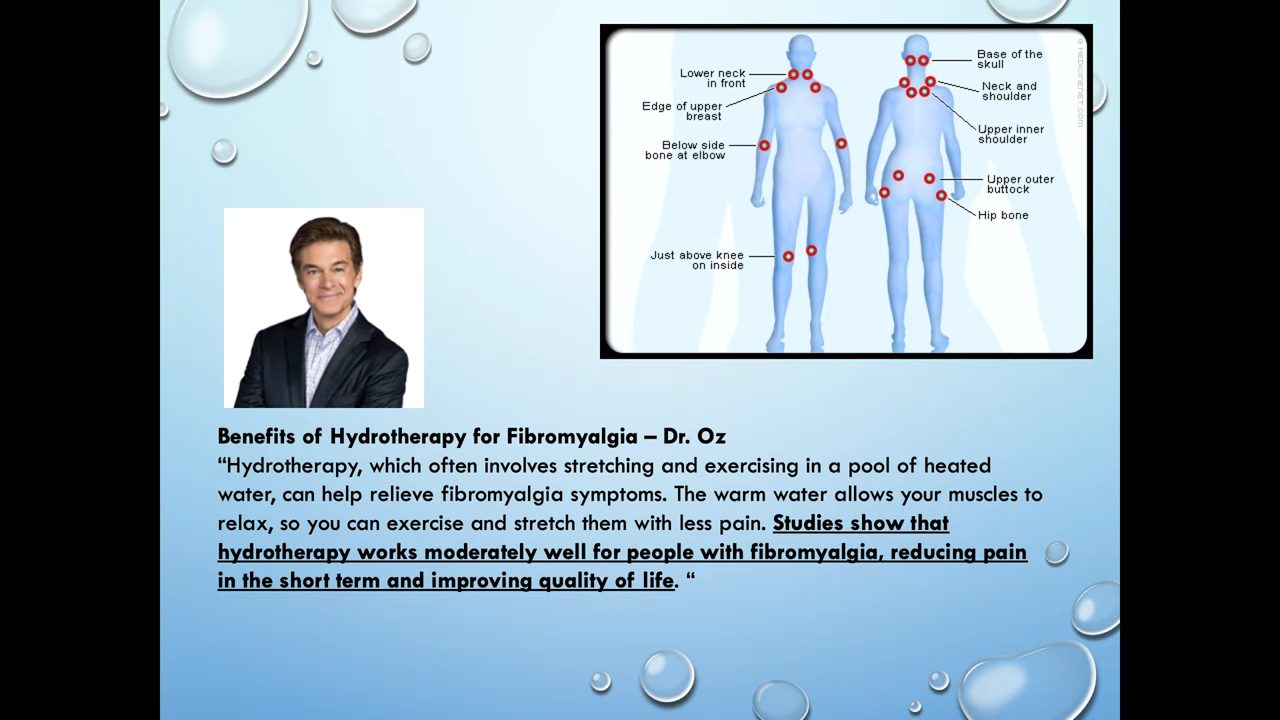 Lower neck
in front
Edge of upper
breast
Below side
bone at elbow
Just above knee
on inside
Base of the
skull
Neck and
shoulder
Upper inner
shoulder
Upper outer
buttock
Hip bone
© MEDICINENET.COM
Benefits of Hydrotherapy for Fibromyalgia – Dr. Oz
“Hydrotherapy, which often involves stretching and exercising in a pool of heated
water, can help relieve fibromyalgia symptoms. The warm water allows your muscles to
relax, so you can exercise and stretch them with less pain. Studies show that
hydrotherapy works moderately well for people with fibromyalgia, reducing pain
in the short term and improving quality of life. “